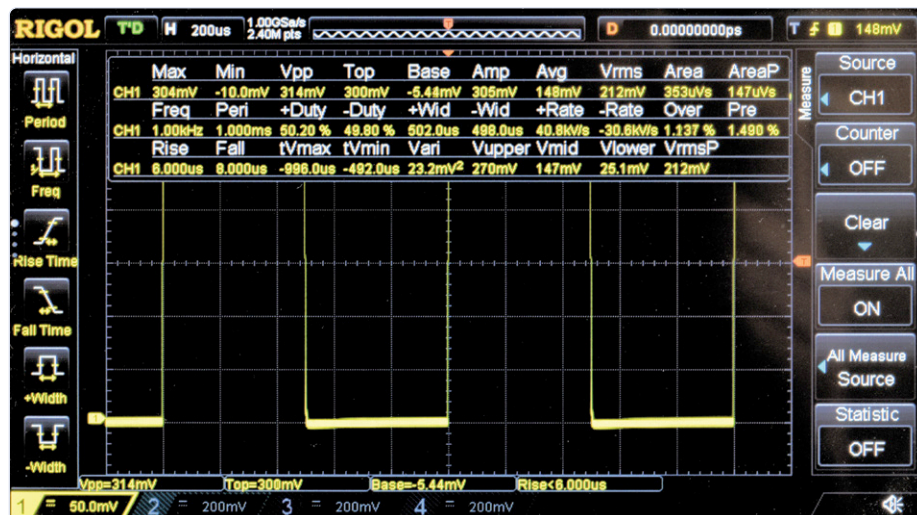 RIGOL T'D H 200us 1.00GSa/s 2.40M pts D 0.00000000ps T 1 148mV
Horizontal
Period
Freq
Rise Time
Fall Time
+Width
-Width
Max Min Vpp Top Base Amp Avg Vrms Area AreaP
CH1 304mV -10.0mV 314mV 300mV -5.44mV 305mV 148mV 212mV 353uVs 147uVs
Freq Peri +Duty -Duty +Wid -Wid +Rate -Rate Over Pre
CH1 1.00kHz 1.000ms 50.20 % 49.80 % 502.0us 498.0us 40.8kV/s -30.6kV/s 1.137 % 1.490 %
Rise Fall tVmax tVmin Vari Vupper Vmid Vlower VrmsP
CH1 6.000us 8.000us -996.0us -492.0us 23.2mV² 270mV 147mV 25.1mV 212mV
T
1
Measure
Source
CH1
Counter
OFF
Clear
Measure All
ON
All Measure
Source
Statistic
OFF
Vpp=314mV Top=300mV Base=-5.44mV Rise<6.000us
1 = 50.0mV 2 = 200mV 3 = 200mV 4 = 200mV